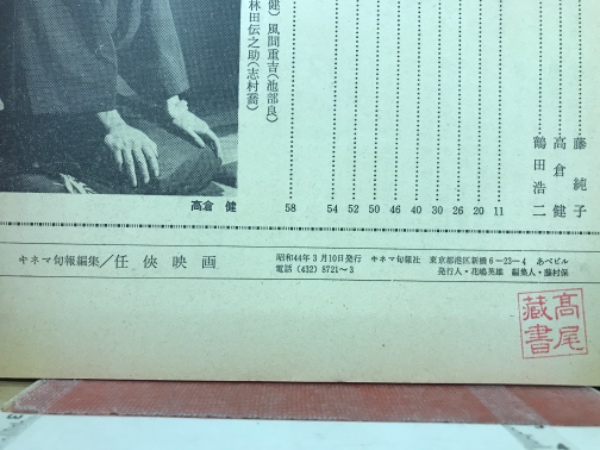 藤純子
高倉健
鶴田浩二
健）風間重吉（池部良）
林田伝之助（志村喬）
高倉 健
58 54 52 50 46 40 30 26 20 11
キネマ旬報編集／任侠映画
昭和44年3月10日発行 キネマ旬報社 東京都港区新橋6-23-4 あべビル
電話 (432) 8721～3 発行人・花嶋英雄 編集人・藤村保
高尾
蔵書